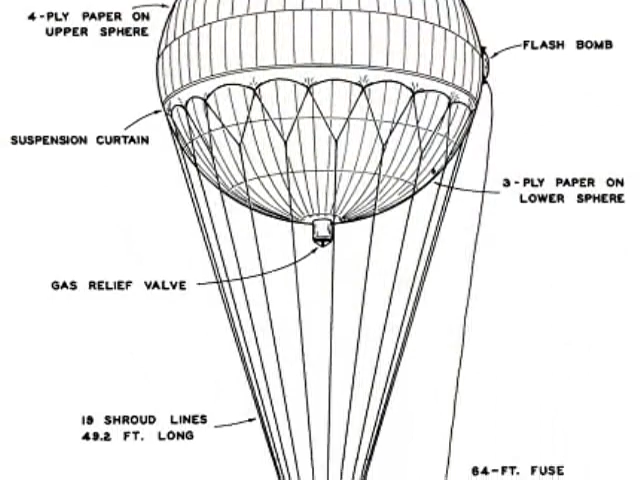 4-PLY PAPER ON
UPPER SPHERE
FLASH BOMB
SUSPENSION CURTAIN
3-PLY PAPER ON
LOWER SPHERE
GAS RELIEF VALVE
19 SHROUD LINES
49.2 FT. LONG
64-FT. FUSE